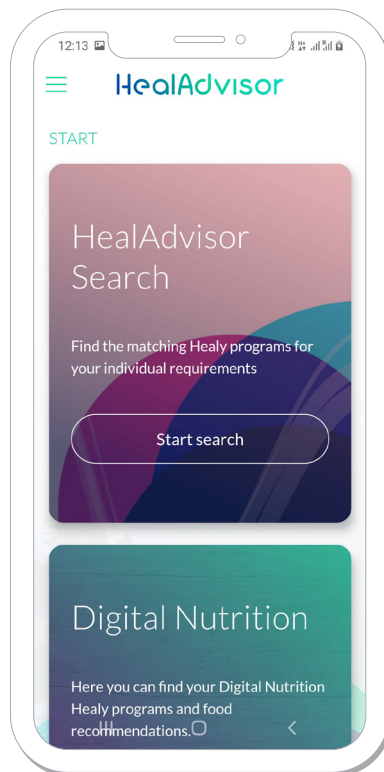 12:13
HealAdvisor
START
HealAdvisor
Search
Find the matching Healy programs for
your individual requirements
Start search
Digital Nutrition
Here you can find your Digital Nutrition
Healy programs and food
recommendations.